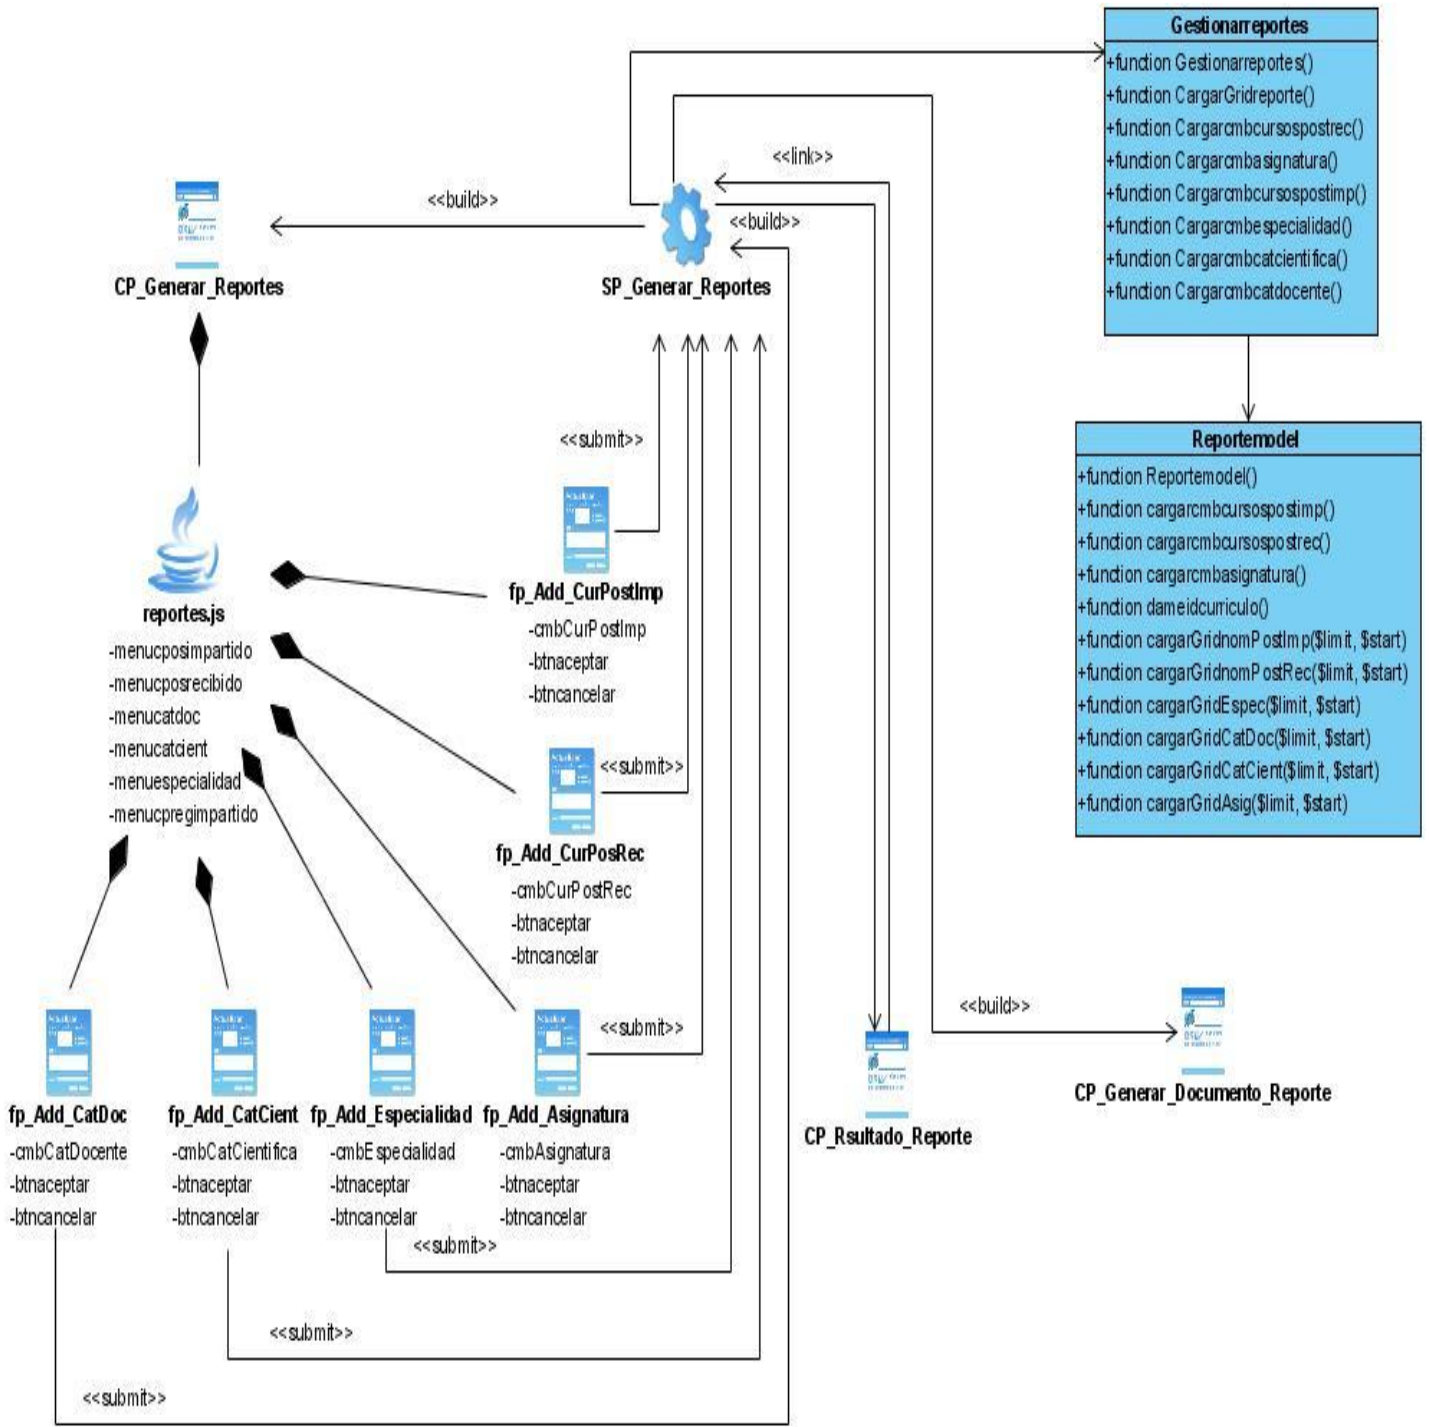 Gestionarreportes
+function Gestionarreportes()
+function CargarGridreporte()
+function Cargarcmbcursospostrec()
+function Cargarcmbasignatura()
+function Cargarcmbcursospostimp()
+function Cargarcmbespecialidad()
+function Cargarcmbcatcientifica()
+function Cargarcmbcatdocente()
<<link>>
<<build>>
<<build>>
CP_Generar_Reportes
SP_Generar_Reportes
Reportemodel
+function Reportemodel()
+function cargarcmbcursospostimp()
+function cargarcmbcursospostrec()
+function cargarcmbasignatura()
+function dameidcurriculo()
+function cargarGridnomPostImp($limit, $start)
+function cargarGridnomPostRec($limit, $start)
+function cargarGridEspec($limit, $start)
+function cargarGridCatDoc($limit, $start)
+function cargarGridCatCient($limit, $start)
+function cargarGridAsig($limit, $start)
<<submit>>
fp_Add_CurPostImp
-cmbCurPostImp
-btnaceptar
-btncancelar
reportes.js
-menucposimpartido
-menucposrecibido
-menucatdoc
-menucatcient
-menuespecialidad
-menucpregimpartido
<<submit>>
fp_Add_CurPosRec
-cmbCurPostRec
-btnaceptar
-btncancelar
<<submit>>
<<build>>
fp_Add_CatDoc
-cmbCatDocente
-btnaceptar
-btncancelar
fp_Add_CatCient
-cmbCatCientifica
-btnaceptar
-btncancelar
fp_Add_Especialidad
-cmbEspecialidad
-btnaceptar
-btncancelar
fp_Add_Asignatura
-cmbAsignatura
-btnaceptar
-btncancelar
CP_Rsultado_Reporte
CP_Generar_Documento_Reporte
<<submit>>
<<submit>>
<<submit>>